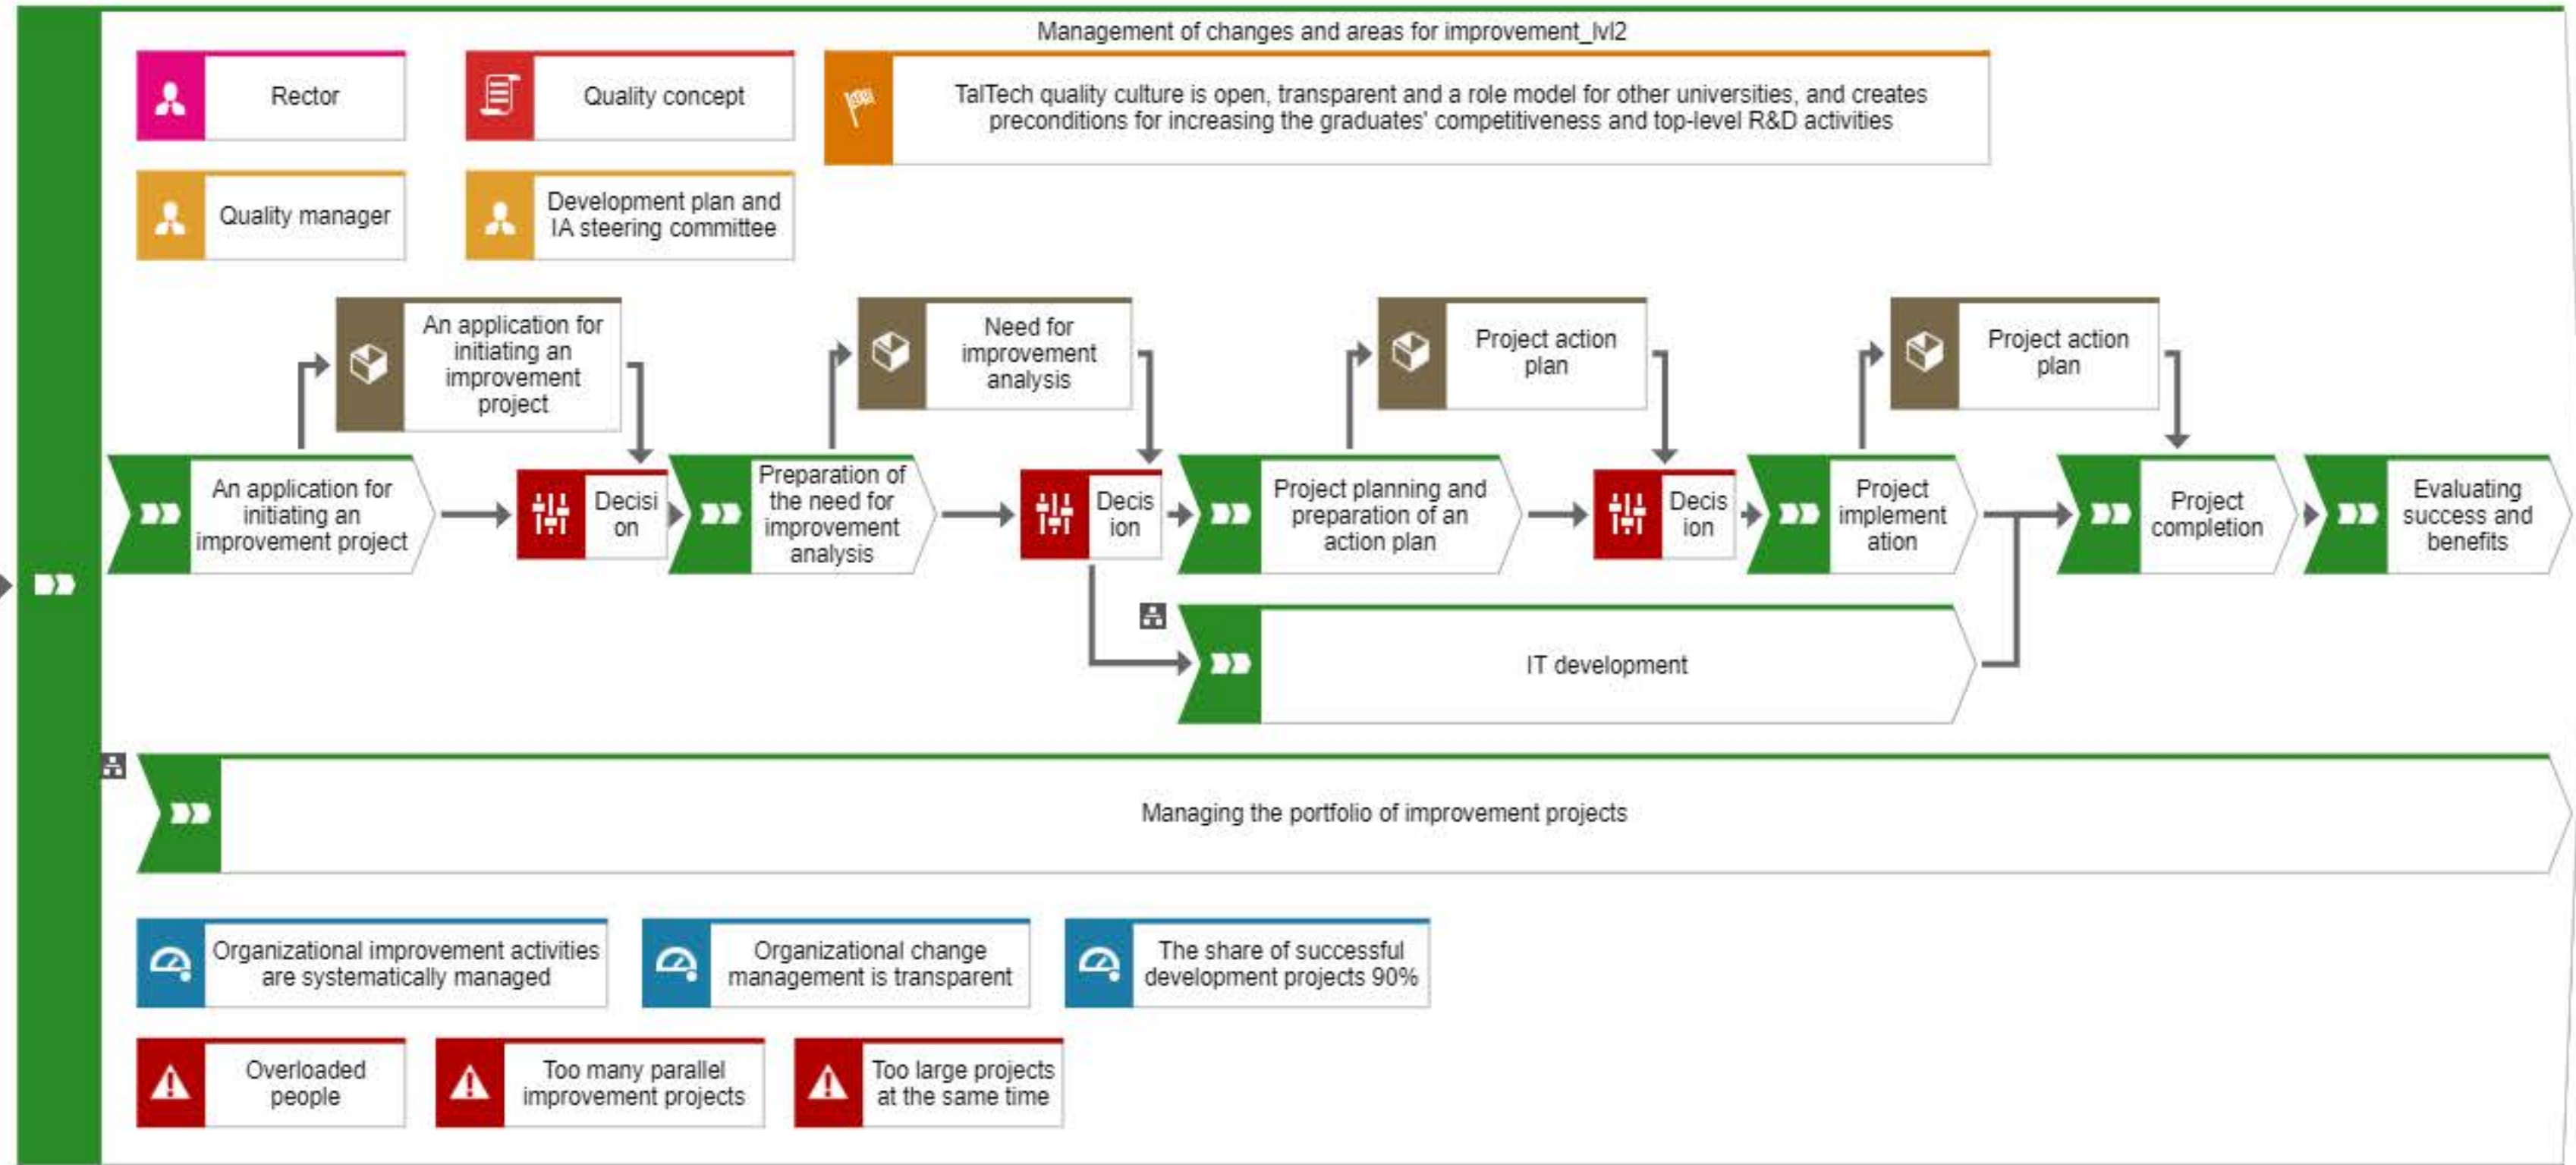 Management of changes and areas for improvement_lvl2
Rector
Quality concept
TalTech quality culture is open, transparent and a role model for other universities, and creates
preconditions for increasing the graduates' competitiveness and top-level R&D activities
Quality manager
Development plan and
IA steering committee
An application for
initiating an
improvement
project
Need for
improvement
analysis
Project action
plan
Project action
plan
An application for
initiating an
improvement project
Decisi
on
Preparation of
the need for
improvement
analysis
Decis
ion
Project planning and
preparation of an
action plan
Decis
ion
Project
implement
ation
Project
completion
Evaluating
success and
benefits
IT development
Managing the portfolio of improvement projects
Organizational improvement activities
are systematically managed
Organizational change
management is transparent
The share of successful
development projects 90%
Overloaded
people
Too many parallel
improvement projects
Too large projects
at the same time